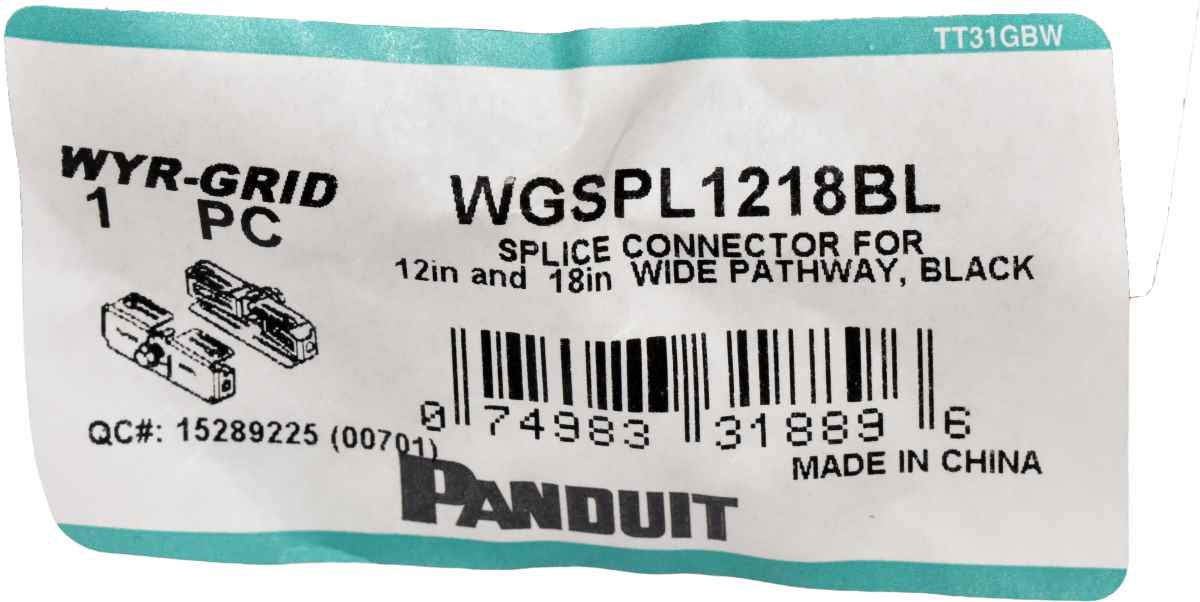 TT31GBW
WYR-GRID
1 PC
WGSPL1218BL
SPLICE CONNECTOR FOR
12in and 18in WIDE PATHWAY, BLACK
0 74983 31889 6
QC#: 15289225 (00701)
MADE IN CHINA
PANDUIT